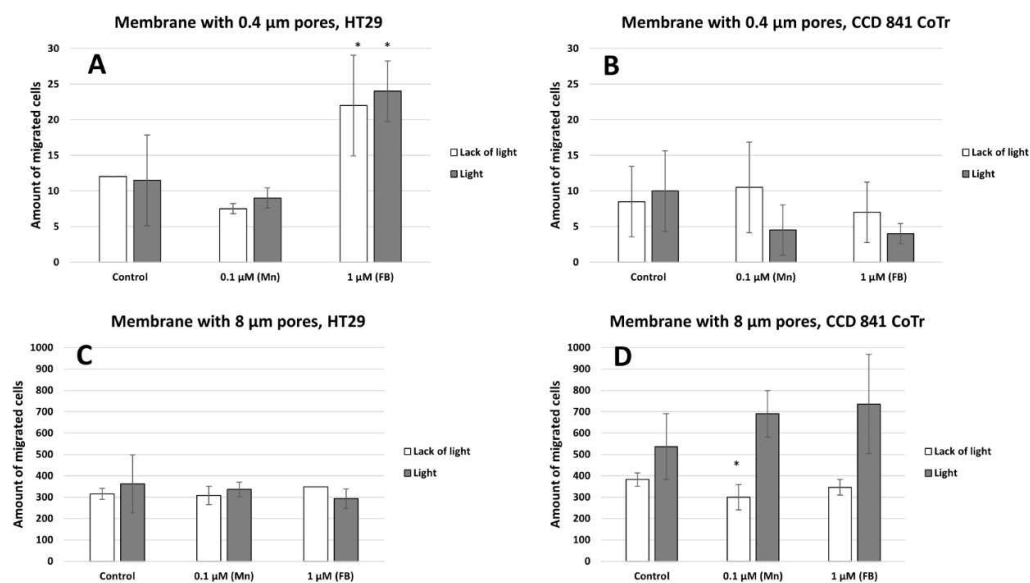 Membrane with 0.4 µm pores, HT29
A
* *
30
25
20
15
10
5
0
Amount of migrated cells
Control
0.1 µM (Mn)
1 µM (FB)
Lack of light
Light
Membrane with 0.4 µm pores, CCD 841 CoTr
B
30
25
20
15
10
5
0
Amount of migrated cells
Control
0.1 µM (Mn)
1 µM (FB)
Lack of light
Light
Membrane with 8 µm pores, HT29
C
1000
900
800
700
600
500
400
300
200
100
0
Amount of migrated cells
Control
0.1 µM (Mn)
1 µM (FB)
Lack of light
Light
Membrane with 8 µm pores, CCD 841 CoTr
D
*
1000
900
800
700
600
500
400
300
200
100
0
Amount of migrated cells
Control
0.1 µM (Mn)
1 µM (FB)
Lack of light
Light